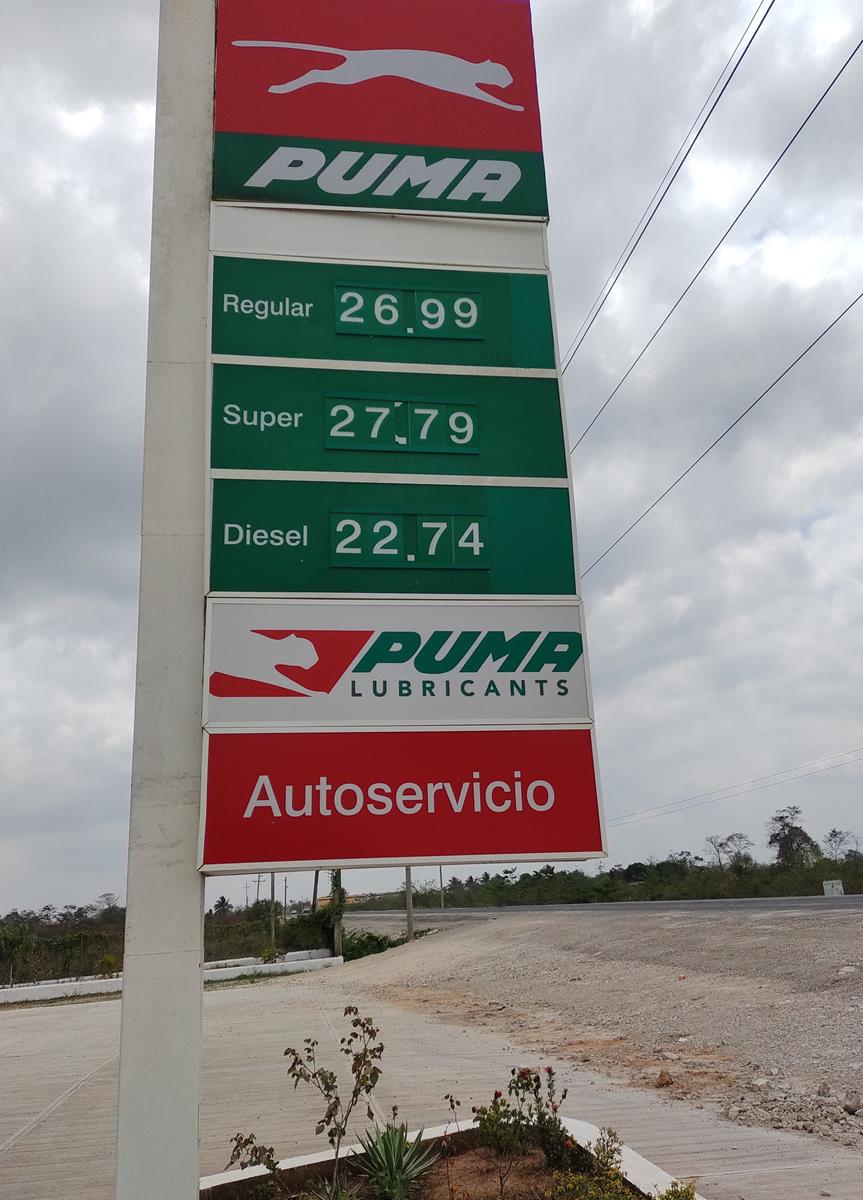 PUMA
Regular 26.99
Super 27.79
Diesel 22.74
PUMA
LUBRICANTS
Autoservicio